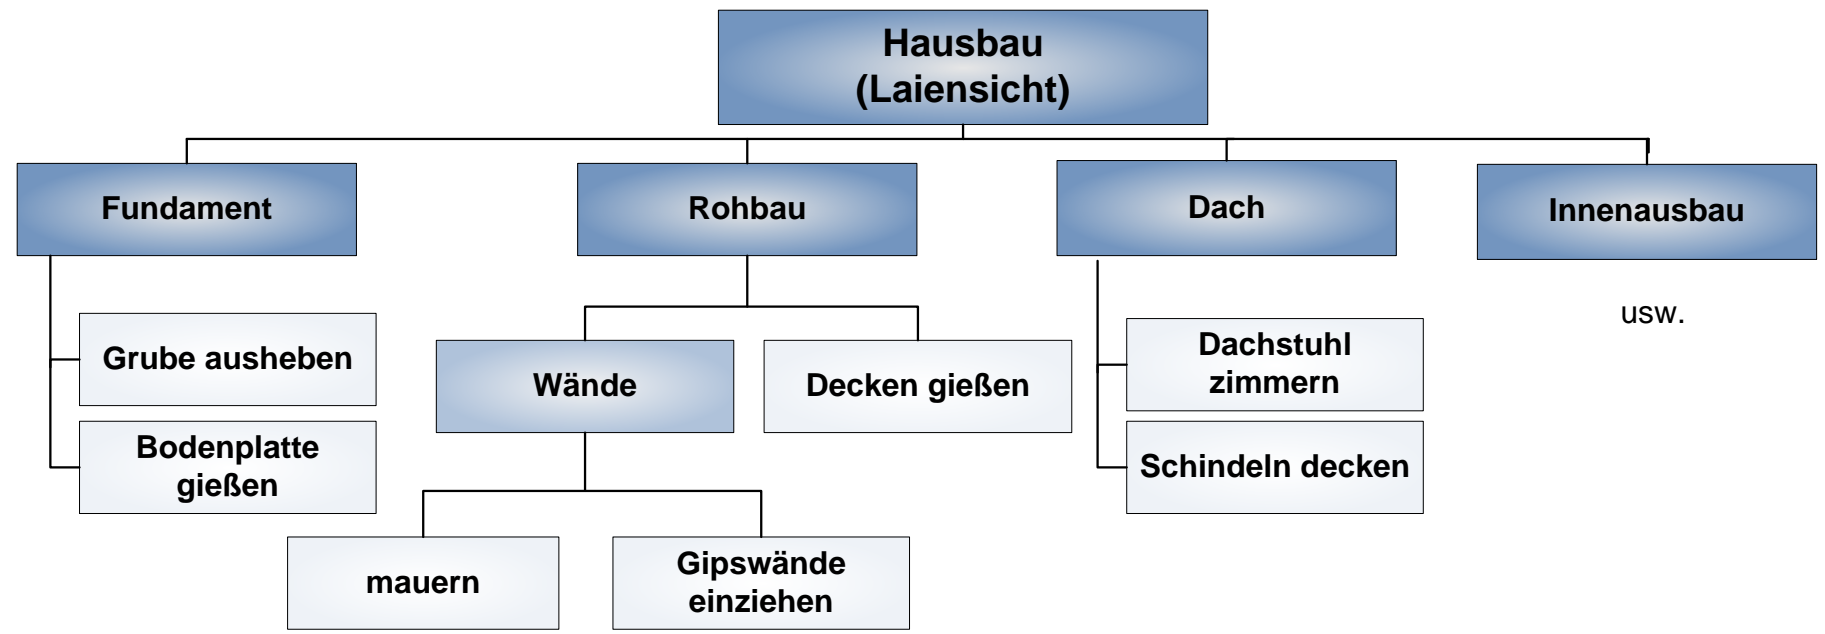 Hausbau
(Laiensicht)
Fundament
Rohbau
Dach
Innenausbau
Grube ausheben
Bodenplatte
gießen
Wände
Decken gießen
mauern
Gipswände
einziehen
Dachstuhl
zimmern
Schindeln decken
usw.